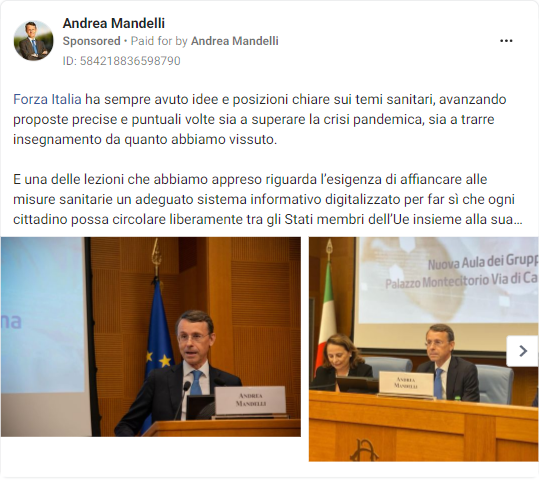 Andrea Mandelli
Sponsored • Paid for by Andrea Mandelli
ID: 584218836598790
Forza Italia ha sempre avuto idee e posizioni chiare sui temi sanitari, avanzando
proposte precise e puntuali volte sia a superare la crisi pandemica, sia a trarre
insegnamento da quanto abbiamo vissuto.
E una delle lezioni che abbiamo appreso riguarda l'esigenza di affiancare alle
misure sanitarie un adeguato sistema informativo digitalizzato per far sì che ogni
cittadino possa circolare liberamente tra gli Stati membri dell'Ue insieme alla sua...
ANDREA
MANDELLI
Nuova Aula dei Grupp
Palazzo Montecitorio Via di Ca
ANDREA
MANDELLI